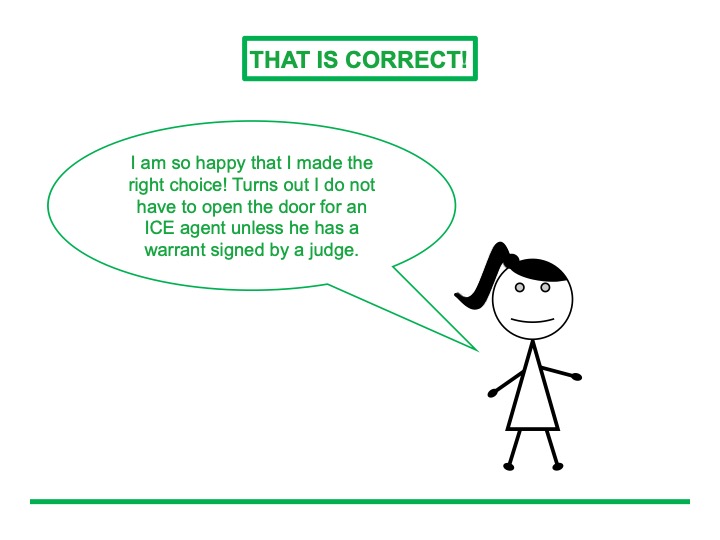 THAT IS CORRECT!
I am so happy that I made the
right choice! Turns out I do not
have to open the door for an
ICE agent unless he has a
warrant signed by a judge.